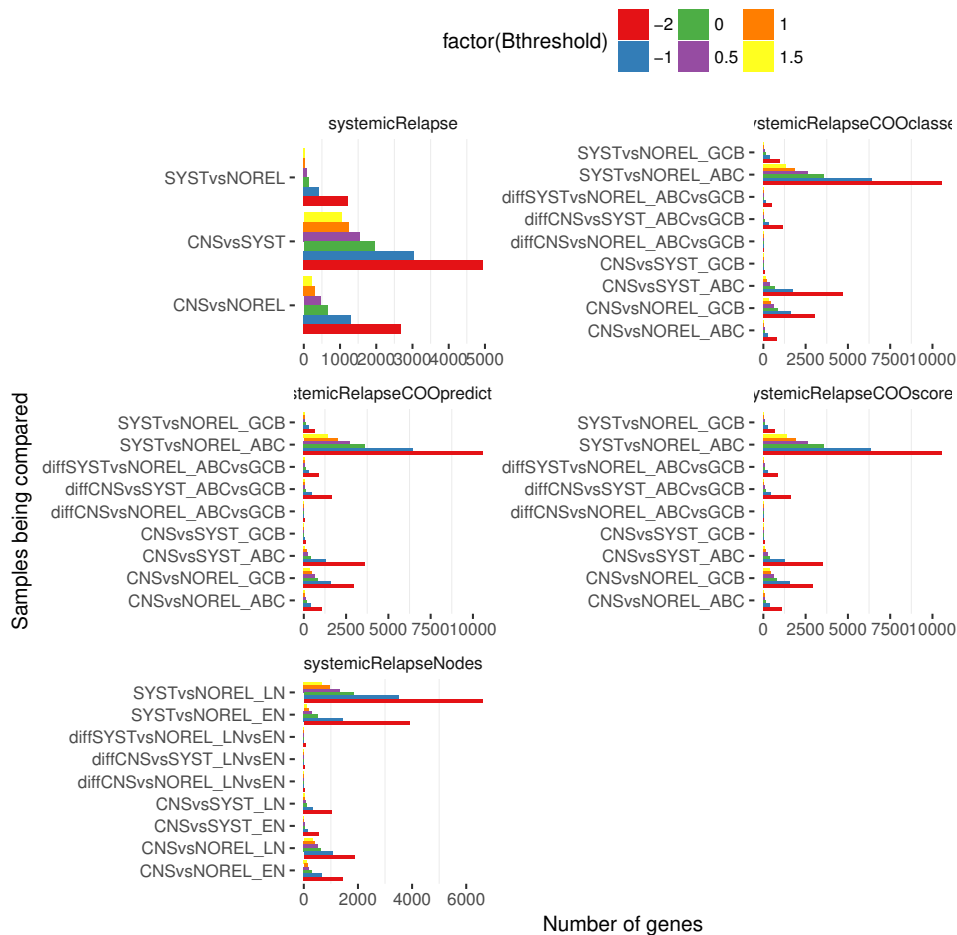 factor(Bthreshold)
−2 0 1
−1 0.5 1.5
systemicRelapse
SYSTvsNOREL
CNSvsSYST
CNSvsNOREL
0 1000 2000 3000 4000 5000
ystemicRelapseCOOclasse
SYSTvsNOREL_GCB
SYSTvsNOREL_ABC
diffSYSTvsNOREL_ABCvsGCB
diffCNSvsSYST_ABCvsGCB
diffCNSvsNOREL_ABCvsGCB
CNSvsSYST_GCB
CNSvsSYST_ABC
CNSvsNOREL_GCB
CNSvsNOREL_ABC
0 2500 5000 7500 10000
stemicRelapseCOOpredict
SYSTvsNOREL_GCB
SYSTvsNOREL_ABC
diffSYSTvsNOREL_ABCvsGCB
diffCNSvsSYST_ABCvsGCB
diffCNSvsNOREL_ABCvsGCB
CNSvsSYST_GCB
CNSvsSYST_ABC
CNSvsNOREL_GCB
CNSvsNOREL_ABC
0 2500 5000 7500 10000
ystemicRelapseCOOscore
SYSTvsNOREL_GCB
SYSTvsNOREL_ABC
diffSYSTvsNOREL_ABCvsGCB
diffCNSvsSYST_ABCvsGCB
diffCNSvsNOREL_ABCvsGCB
CNSvsSYST_GCB
CNSvsSYST_ABC
CNSvsNOREL_GCB
CNSvsNOREL_ABC
0 2500 5000 7500 10000
systemicRelapseNodes
SYSTvsNOREL_LN
SYSTvsNOREL_EN
diffSYSTvsNOREL_LNvsEN
diffCNSvsSYST_LNvsEN
diffCNSvsNOREL_LNvsEN
CNSvsSYST_LN
CNSvsSYST_EN
CNSvsNOREL_LN
CNSvsNOREL_EN
0 2000 4000 6000
Samples being compared
Number of genes